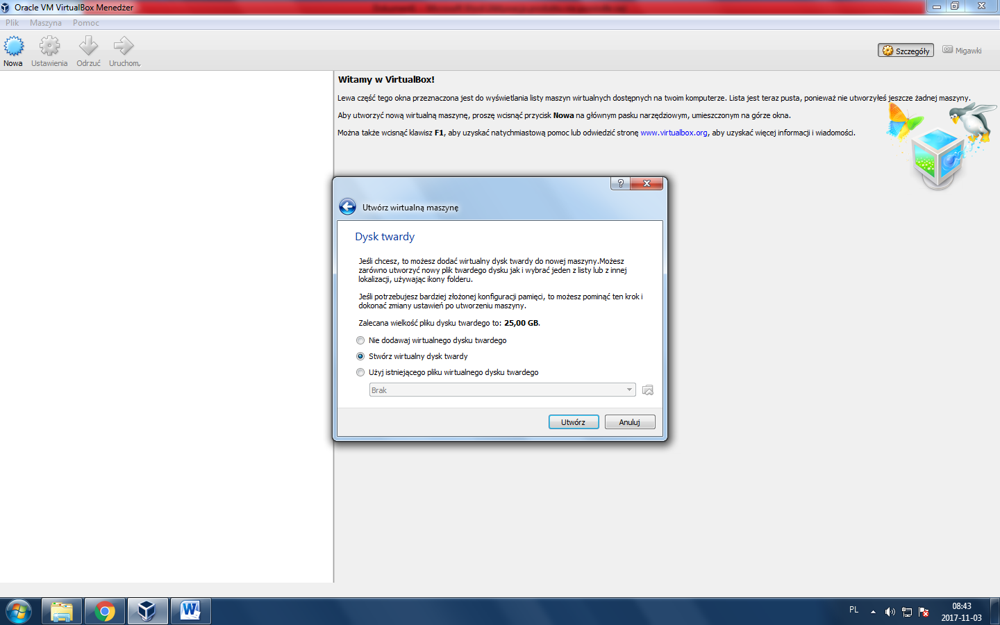 Oracle VM VirtualBox Menedżer
Plik Maszyna Pomoc
Nowa Ustawienia Odrzuć Uruchom
Szczegóły Migawki
Witamy w VirtualBox!
Lewa część tego okna przeznaczona jest do wyświetlania listy maszyn wirtualnych dostępnych na twoim komputerze. Lista jest teraz pusta, ponieważ nie utworzyłeś jeszcze żadnej maszyny.
Aby utworzyć nową wirtualną maszynę, proszę wcisnąć przycisk Nowa na głównym pasku narzędziowym, umieszczonym na górze okna.
Można także wcisnąć klawisz F1, aby uzyskać natychmiastową pomoc lub odwiedzić stronę www.virtualbox.org, aby uzyskać więcej informacji i wiadomości.
Utwórz wirtualną maszynę
Dysk twardy
Jeśli chcesz, to możesz dodać wirtualny dysk twardy do nowej maszyny.Możesz
zarówno utworzyć nowy plik twardego dysku jak i wybrać jeden z listy lub z innej
lokalizacji, używając ikony folderu.
Jeśli potrzebujesz bardziej złożonej konfiguracji pamięci, to możesz pominąć ten krok i
dokonać zmiany ustawień po utworzeniu maszyny.
Zalecana wielkość pliku dysku twardego to: 25,00 GB.
Nie dodawaj wirtualnego dysku twardego
Stwórz wirtualny dysk twardy
Użyj istniejącego pliku wirtualnego dysku twardego
Brak
Utwórz Anuluj
PL
08:43
2017-11-03